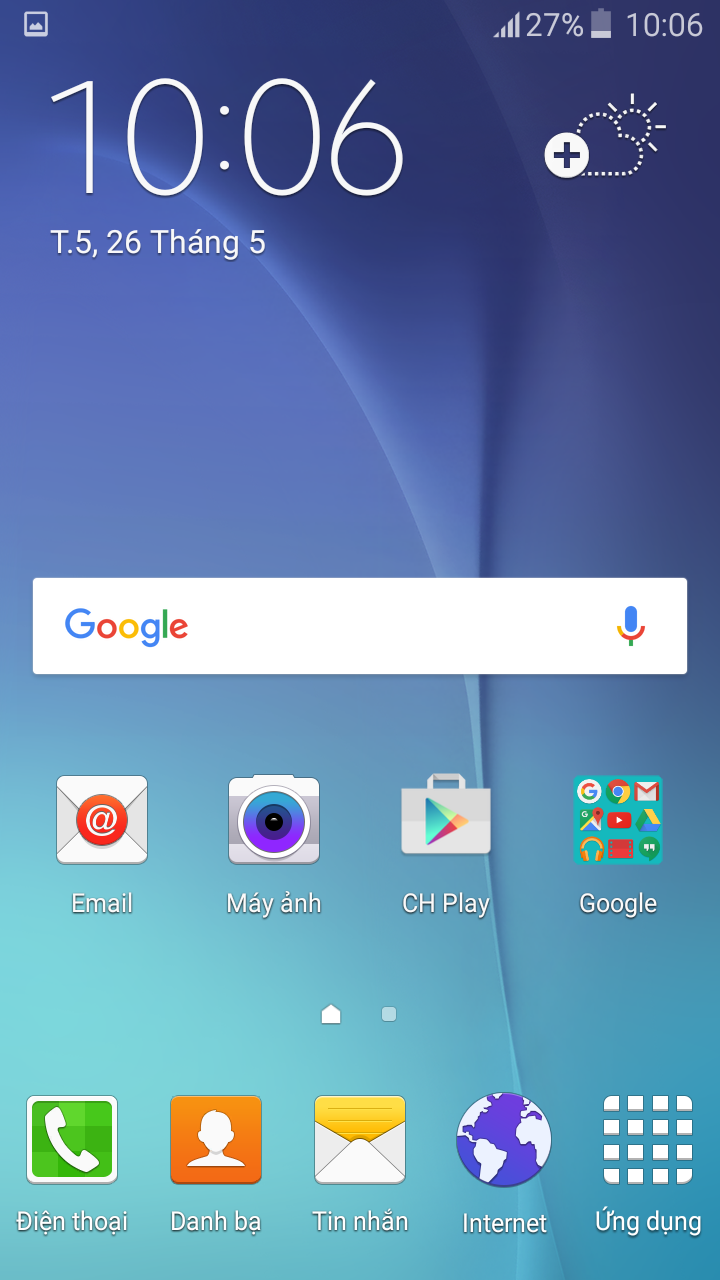 27% 10:06
10:06
T.5, 26 Tháng 5
Google
Email
Máy ảnh
CH Play
Google
Điện thoại
Danh bạ
Tin nhắn
Internet
Ứng dụng